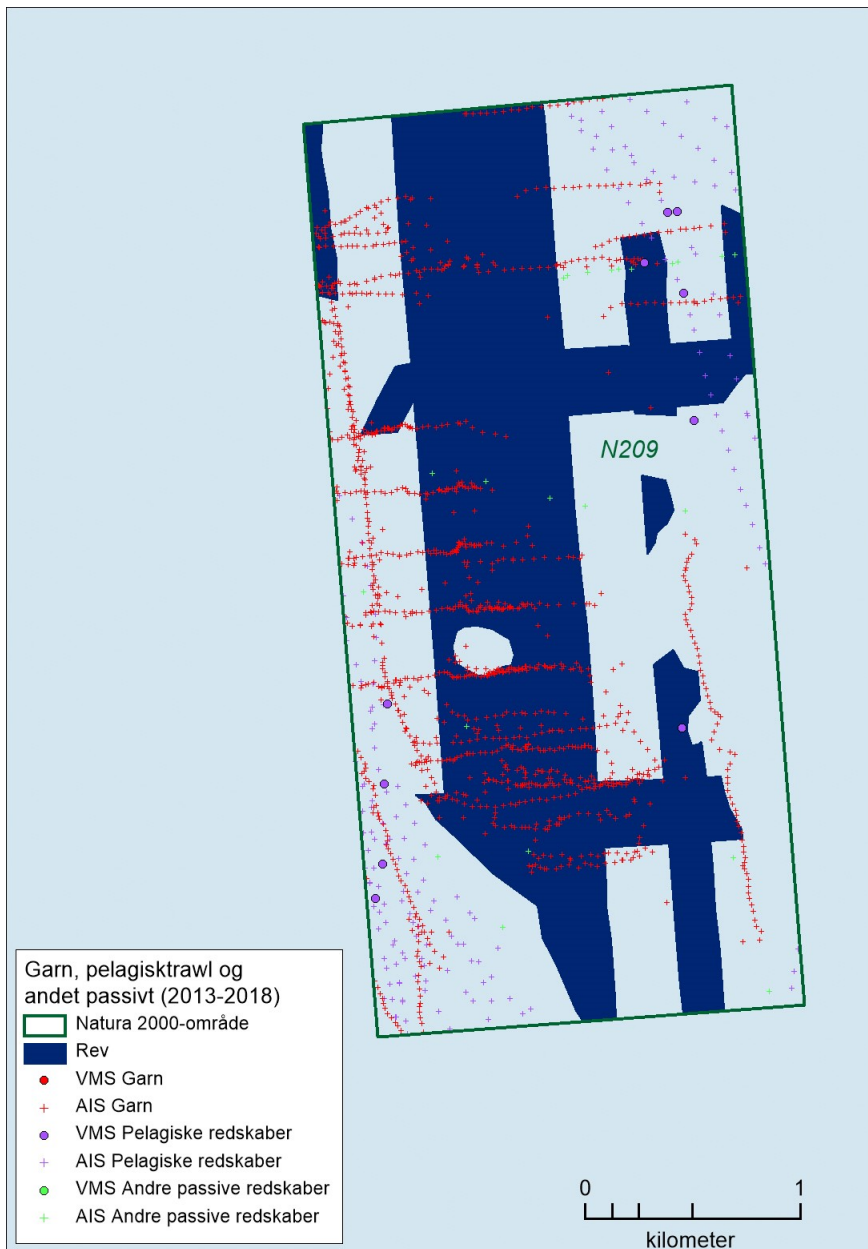 N209
Garn, pelagisktrawl og
andet passivt (2013-2018)
Natura 2000-område
Rev
VMS Garn
AIS Garn
VMS Pelagiske redskaber
AIS Pelagiske redskaber
VMS Andre passive redskaber
AIS Andre passive redskaber
0 1
kilometer